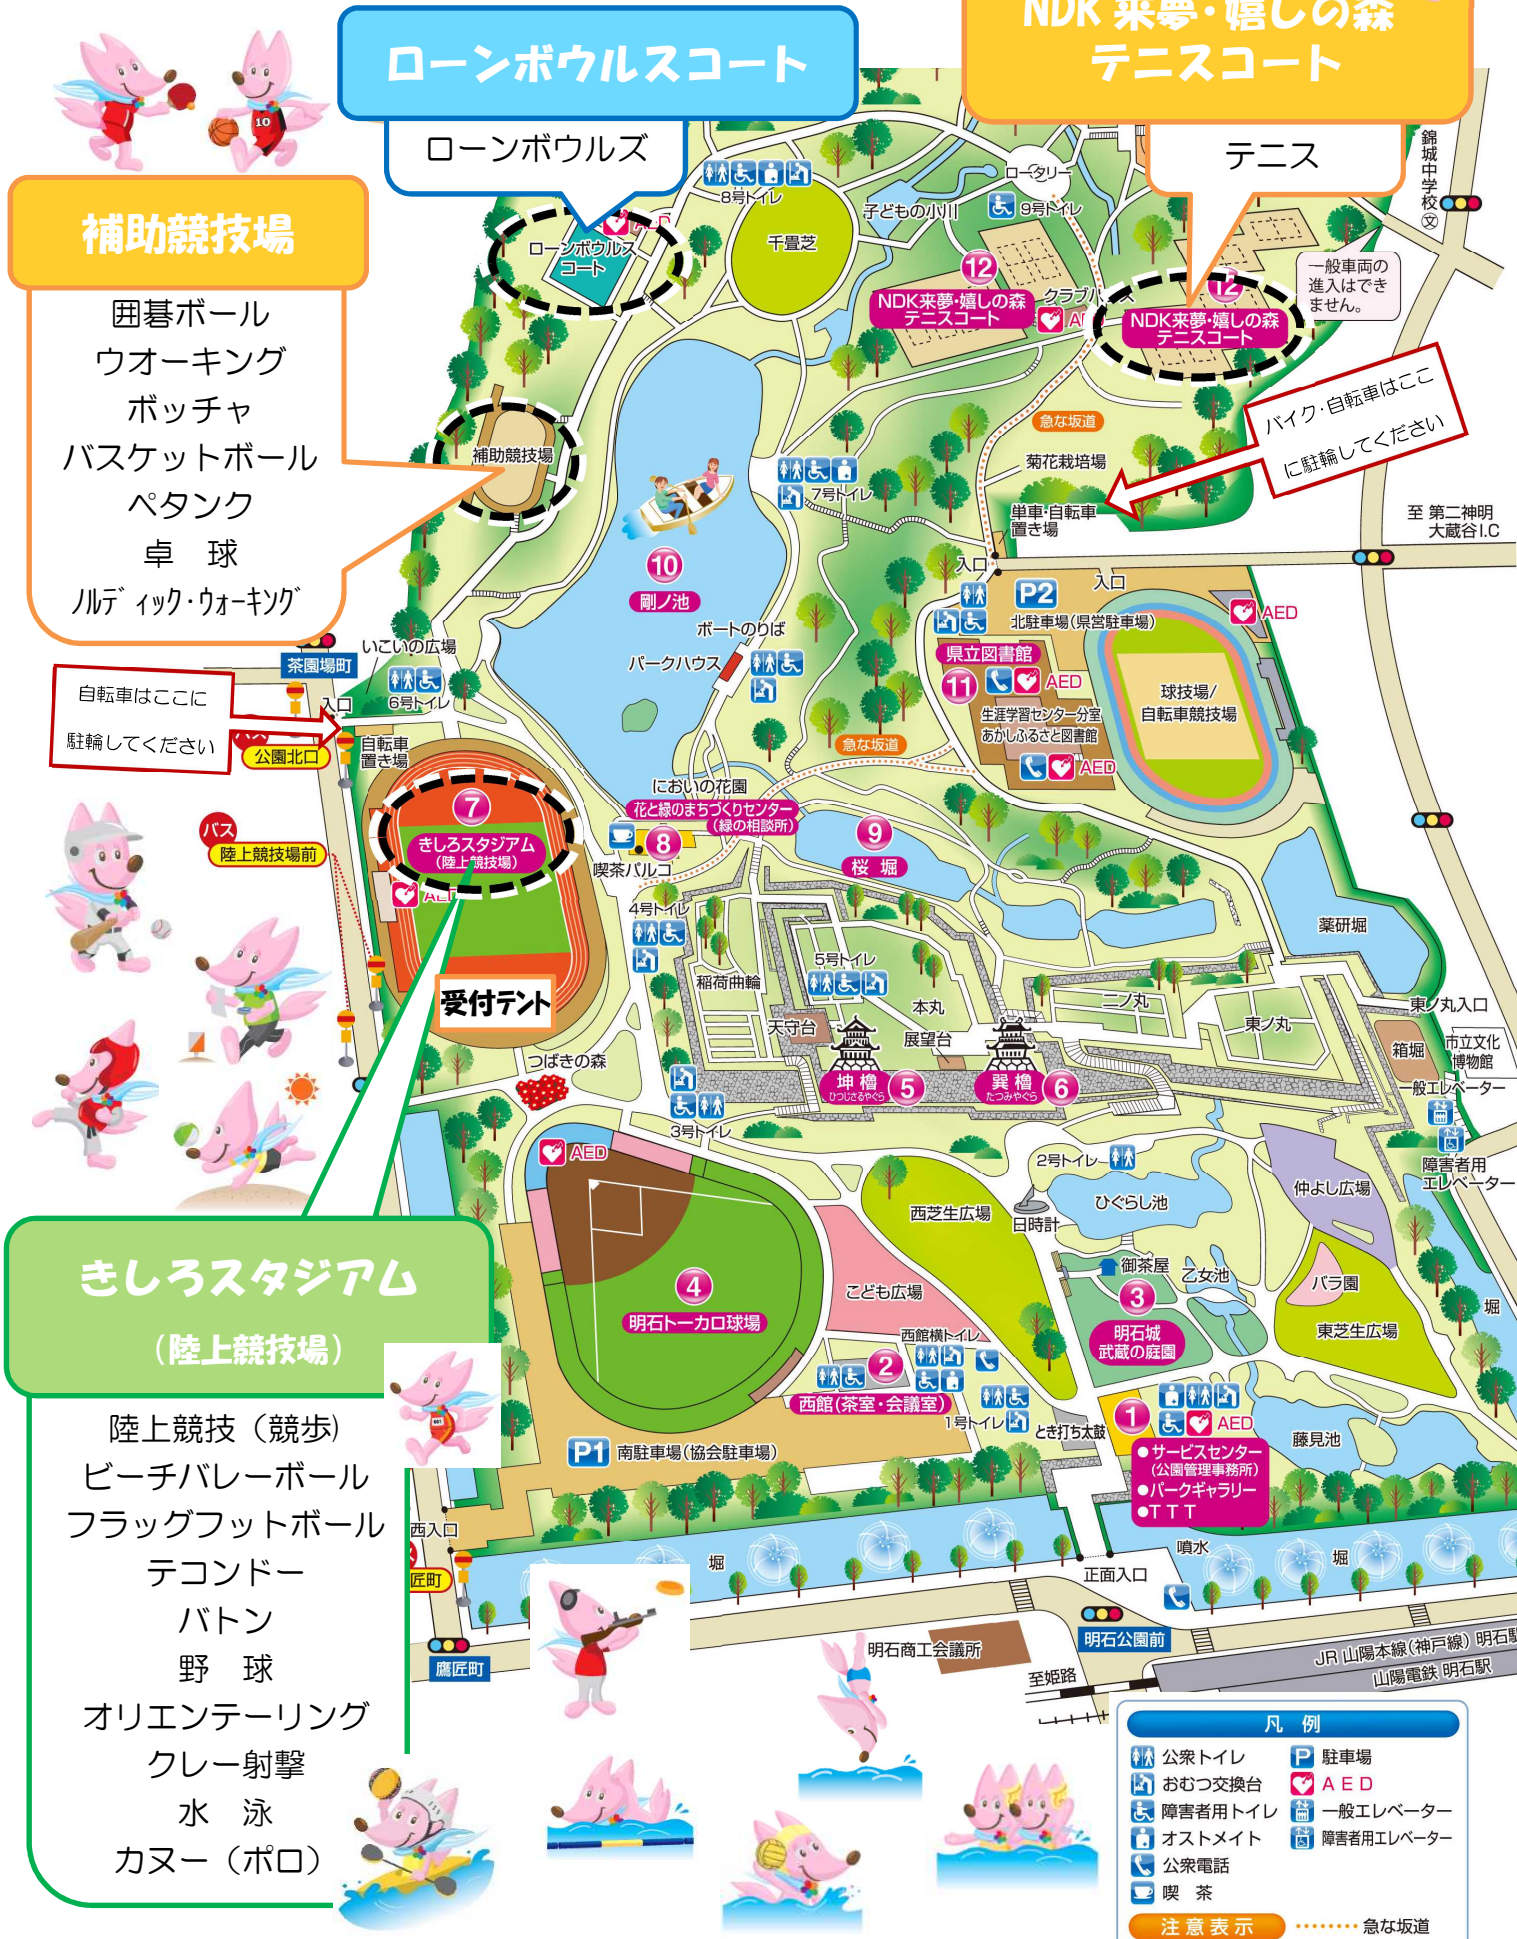 NDK 来夢・嬉しの森
テニスコート
テニス
ローンボウルスコート
ローンボウルズ
補助競技場
囲碁ボール
ウオーキング
ボッチャ
バスケットボール
ペタンク
卓　球
ノルディック・ウォーキング
10
錦城中学校
文
ロータリー
9号トイレ
8号トイレ
子どもの小川
千畳芝
AED
ローンボウルス
コート
12
NDK来夢・嬉しの森
テニスコート
クラブハウス
AED
12
NDK来夢・嬉しの森
テニスコート
一般車両の
進入はでき
ません。
バイク・自転車はここ
に駐輪してください
急な坂道
菊花栽培場
単車・自転車
置き場
至 第二神明
大蔵谷I.C
補助競技場
7号トイレ
10
剛ノ池
入口
入口
P2
北駐車場(県営駐車場)
AED
県立図書館
11
AED
生涯学習センター分室
あかしふるさと図書館
AED
球技場/
自転車競技場
ボートのりば
パークハウス
いこいの広場
6号トイレ
茶園場町
入口
自転車はここに
駐輪してください
バス
公園北口
自転車
置き場
急な坂道
においの花園
花と緑のまちづくりセンター
(緑の相談所)
8
喫茶パルコ
9
桜 堀
7
きしろスタジアム
(陸上競技場)
AED
バス
陸上競技場前
受付テント
4号トイレ
5号トイレ
稲荷曲輪
本丸
天守台
展望台
二ノ丸
東ノ丸
薬研堀
東ノ丸入口
箱堀
市立文化
博物館
一般エレベーター
障害者用
エレベーター
坤 櫓
ひつじさるやぐら
5
巽 櫓
たつみやぐら
6
つばきの森
3号トイレ
AED
2号トイレ
ひぐらし池
日時計
仲よし広場
西芝生広場
御茶屋
乙女池
バラ園
東芝生広場
堀
3
明石城
武蔵の庭園
こども広場
4
明石トーカロ球場
西館横トイレ
2
西館(茶室・会議室)
1号トイレ
とき打ち太鼓
1
AED
●サービスセンター
(公園管理事務所)
●パークギャラリー
●TTT
藤見池
P1
南駐車場(協会駐車場)
西入口
匠町
鷹匠町
堀
正面入口
噴水
堀
明石公園前
明石商工会議所
至姫路
JR 山陽本線(神戸線) 明石駅
山陽電鉄 明石駅
きしろスタジアム
(陸上競技場)
陸上競技（競歩）
ビーチバレーボール
フラッグフットボール
テコンドー
バトン
野　球
オリエンテーリング
クレー射撃
水　泳
カヌー（ポロ）
凡 例
公衆トイレ
おむつ交換台
障害者用トイレ
オストメイト
公衆電話
喫 茶
P 駐車場
AED
一般エレベーター
障害者用エレベーター
注意表示
急な坂道